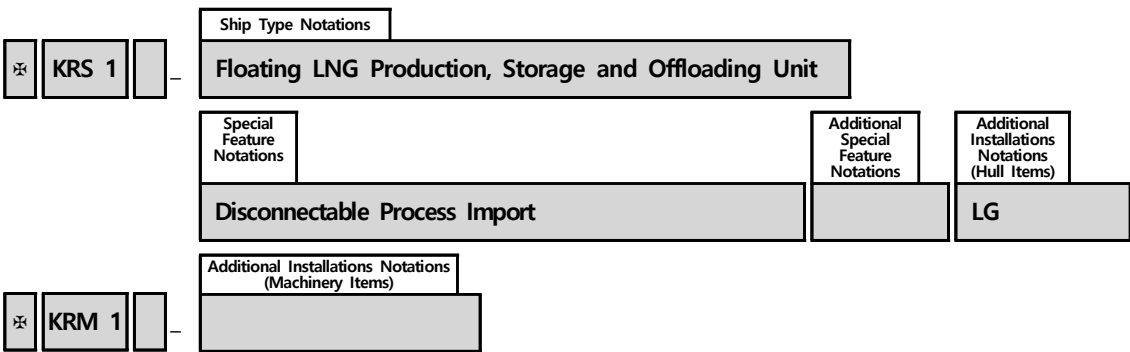 Ship Type Notations
✠ KRS 1 _ Floating LNG Production, Storage and Offloading Unit
Special
Feature
Notations
Additional
Special
Feature
Notations
Additional
Installations
Notations
(Hull Items)
Disconnectable Process Import
LG
Additional Installations Notations
(Machinery Items)
✠ KRM 1 _